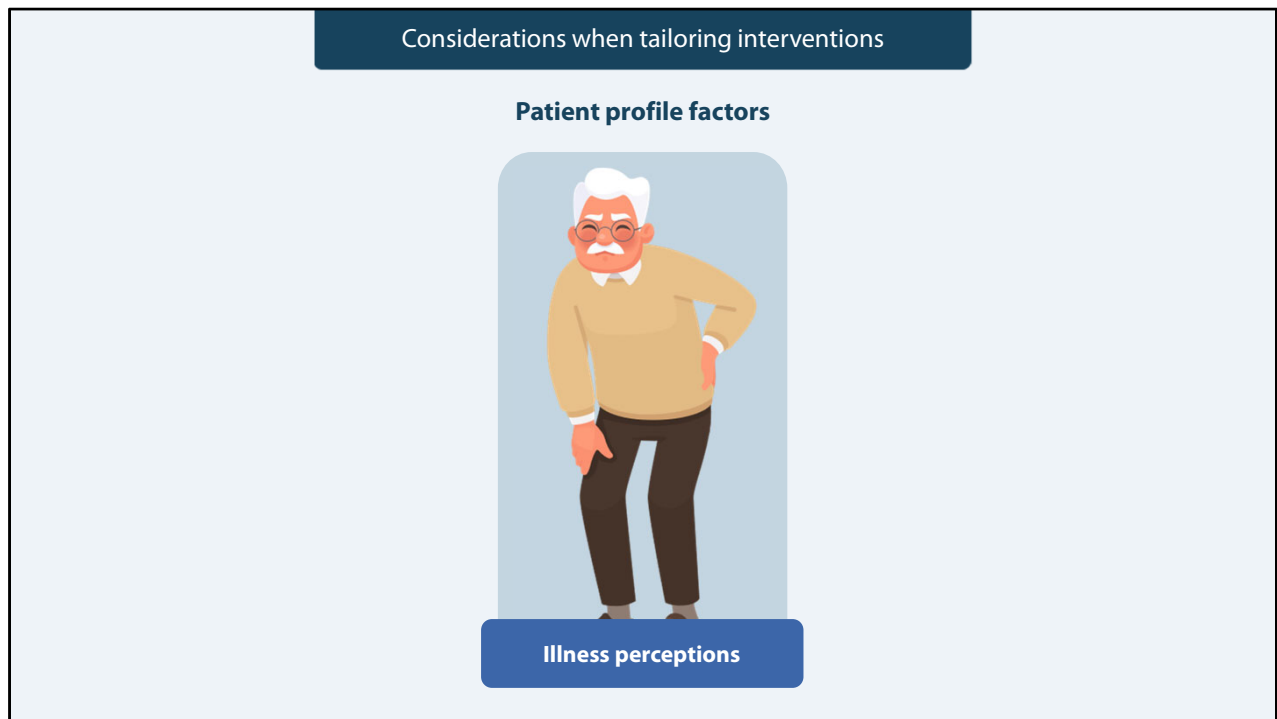 Considerations when tailoring interventions
Patient profile factors
Illness perceptions